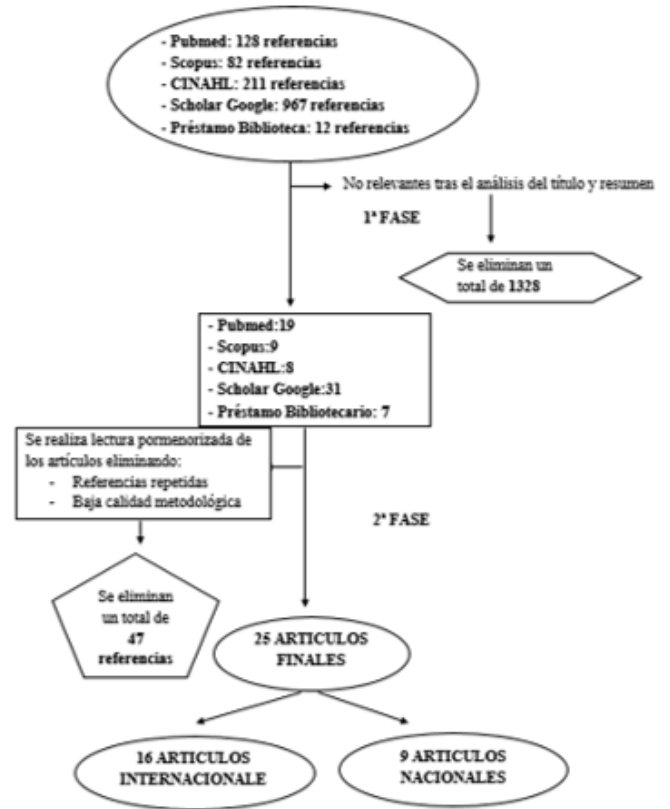 - Pubmed: 128 referencias
- Scopus: 82 referencias
- CINAHL: 211 referencias
- Scholar Google: 967 referencias
- Préstamo Biblioteca: 12 referencias
No relevantes tras el análisis del título y resumen
1ª FASE
Se eliminan un
total de 1328
- Pubmed:19
- Scopus:9
- CINAHL:8
- Scholar Google:31
- Préstamo Bibliotecario: 7
Se realiza lectura pormenorizada de
los artículos eliminando:
- Referencias repetidas
- Baja calidad metodológica
2ª FASE
Se eliminan
un total de
47
referencias
25 ARTICULOS
FINALES
16 ARTICULOS
INTERNACIONALE
9 ARTICULOS
NACIONALES